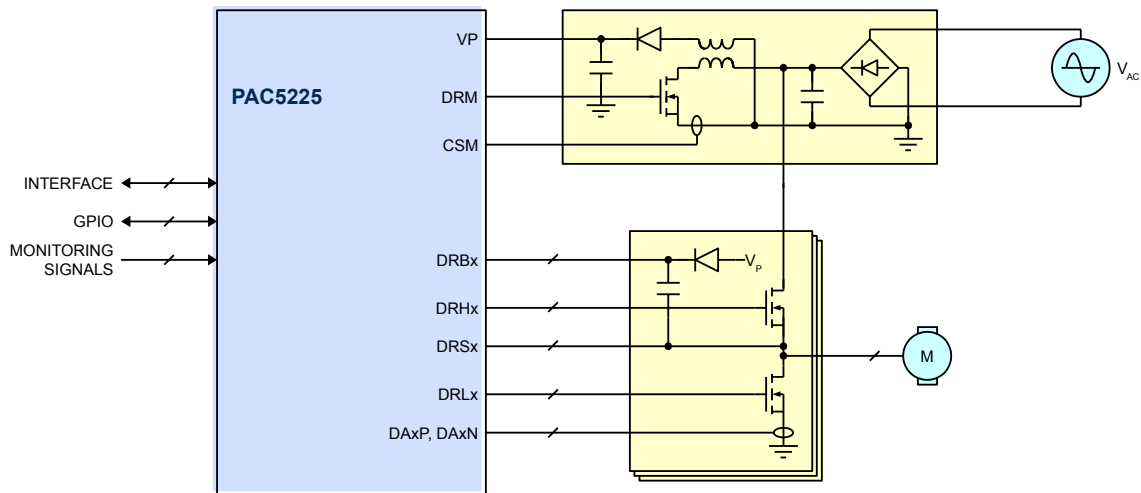 VP
PAC5225
DRM
CSM
V_AC
INTERFACE
GPIO
MONITORING
SIGNALS
DRBx
V_P
DRHx
DRSx
M
DRLx
DAxP, DAxN